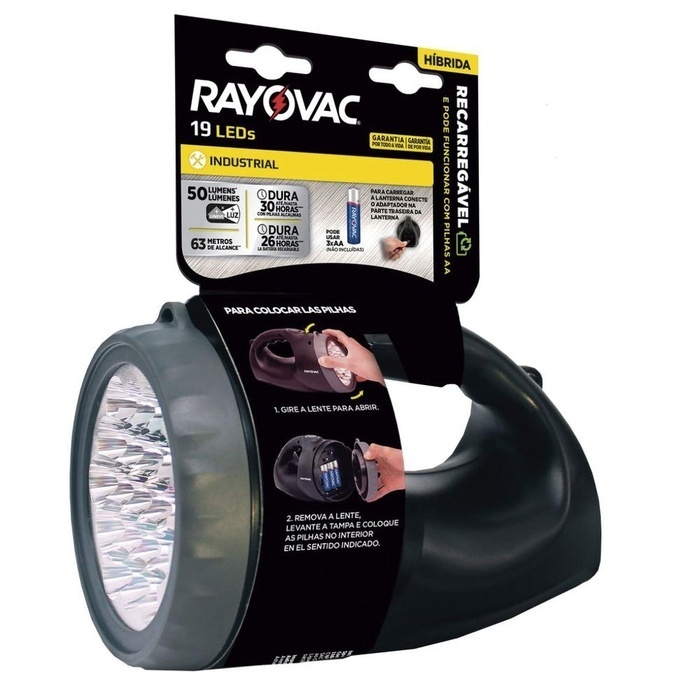 HÍBRIDA
RAYOVAC
19 LEDs
GARANTIA
POR TODO A VIDA
GARANTÍA
DE POR VIDA
INDUSTRIAL
RECARREGÁVEL
E PODE FUNCIONAR COM PILHAS AA
50 LUMENS*
LÚMENES
LUZ
63 METROS
DE ALCANCE**
DURA
ATÉ/HASTA
30 HORAS***
COM PILHAS ALCALINAS
DURA
ATÉ/HASTA
26 HORAS***
RAYOVAC
PODE
USAR
3xAA
(NÃO INCLUÍDAS)
PARA CARREGAR
A LANTERNA CONECTE
O ADAPTADOR NA
PARTE TRASEIRA DA
LANTERNA
PARA COLOCAR LAS PILHAS
RAYOVAC
1. GIRE A LENTE PARA ABRIR.
2. REMOVA A LENTE,
LEVANTE A TAMPA E COLOQUE
AS PILHAS NO INTERIOR
EN EL SENTIDO INDICADO.